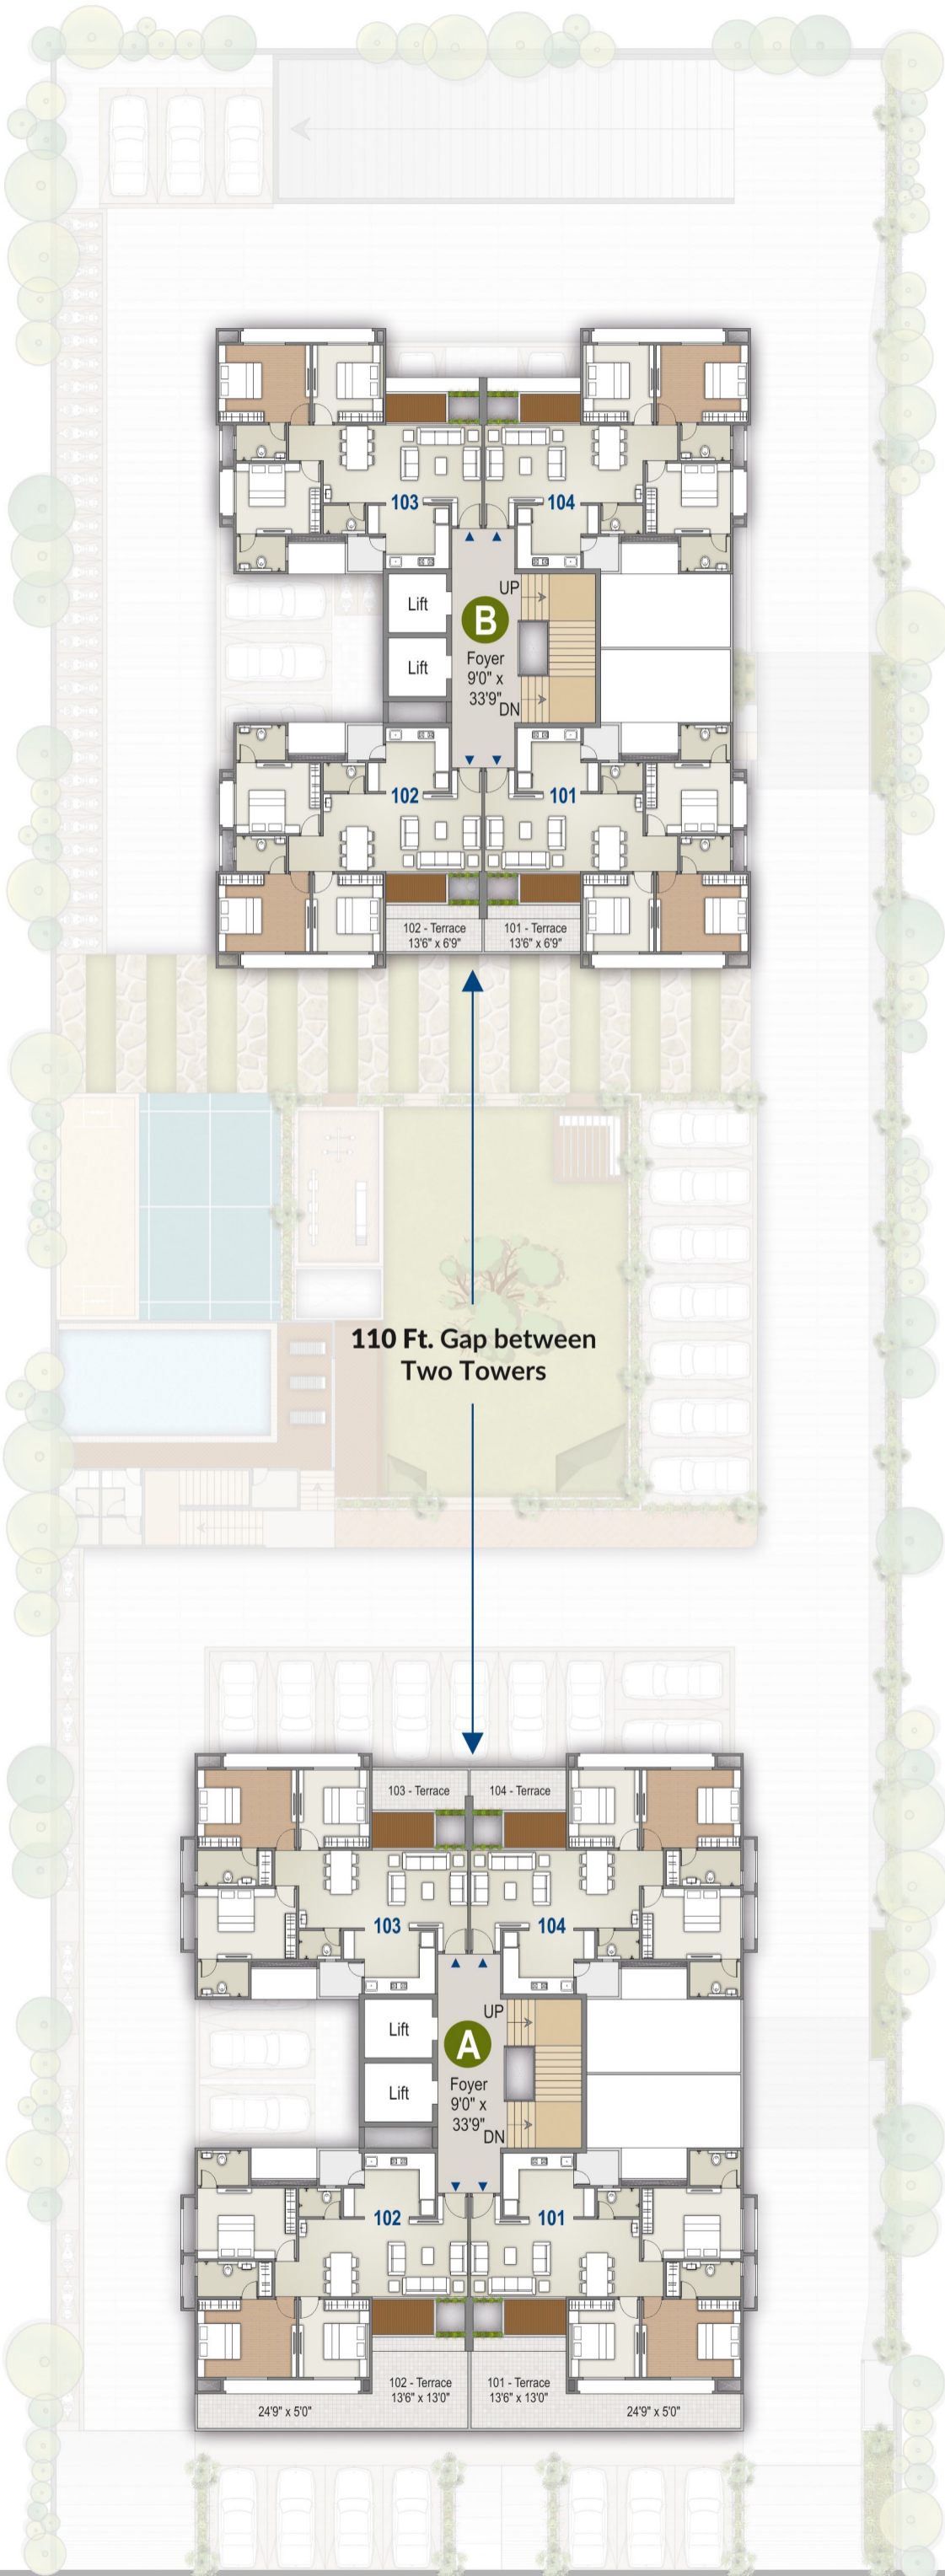 103
104
Lift
UP
B
Lift
Foyer
9'0" x
33'9"
DN
102
101
102 - Terrace
13'6" x 6'9"
101 - Terrace
13'6" x 6'9"
110 Ft. Gap between
Two Towers
103 - Terrace
104 - Terrace
103
104
Lift
UP
A
Lift
Foyer
9'0" x
33'9"
DN
102
101
102 - Terrace
13'6" x 13'0"
101 - Terrace
13'6" x 13'0"
24'9" x 5'0"
24'9" x 5'0"